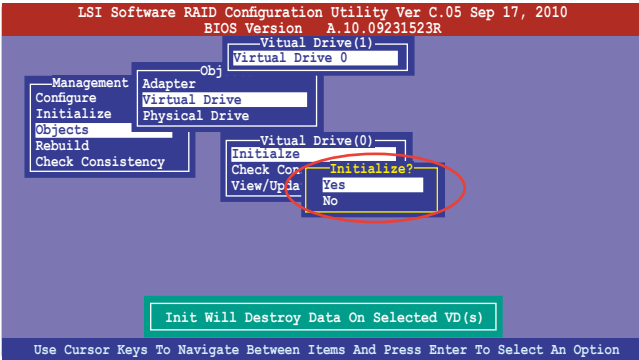 LSI Software RAID Configuration Utility Ver C.05 Sep 17, 2010
BIOS Version A.10.09231523R
Vitual Drive(1)
Virtual Drive 0
Obj
Adapter
Virtual Drive
Physical Drive
Management
Configure
Initialize
Objects
Rebuild
Check Consistency
Vitual Drive(0)
Initialze
Check Con
View/Upda
Initialize?
Yes
No
Init Will Destroy Data On Selected VD(s)
Use Cursor Keys To Navigate Between Items And Press Enter To Select An Option